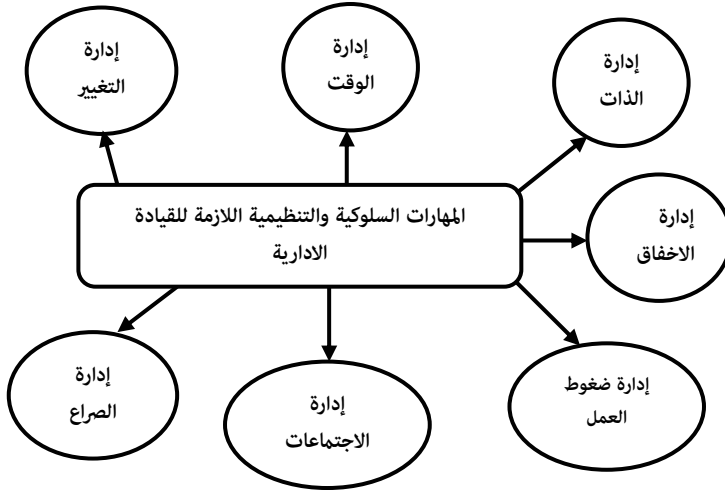 إدارة
الذات
إدارة
الوقت
إدارة
التغيير
المهارات السلوكية والتنظيمية اللازمة للقيادة
الادارية
إدارة
الاخفاق
إدارة ضغوط
العمل
إدارة
الاجتماعات
إدارة
الصراع